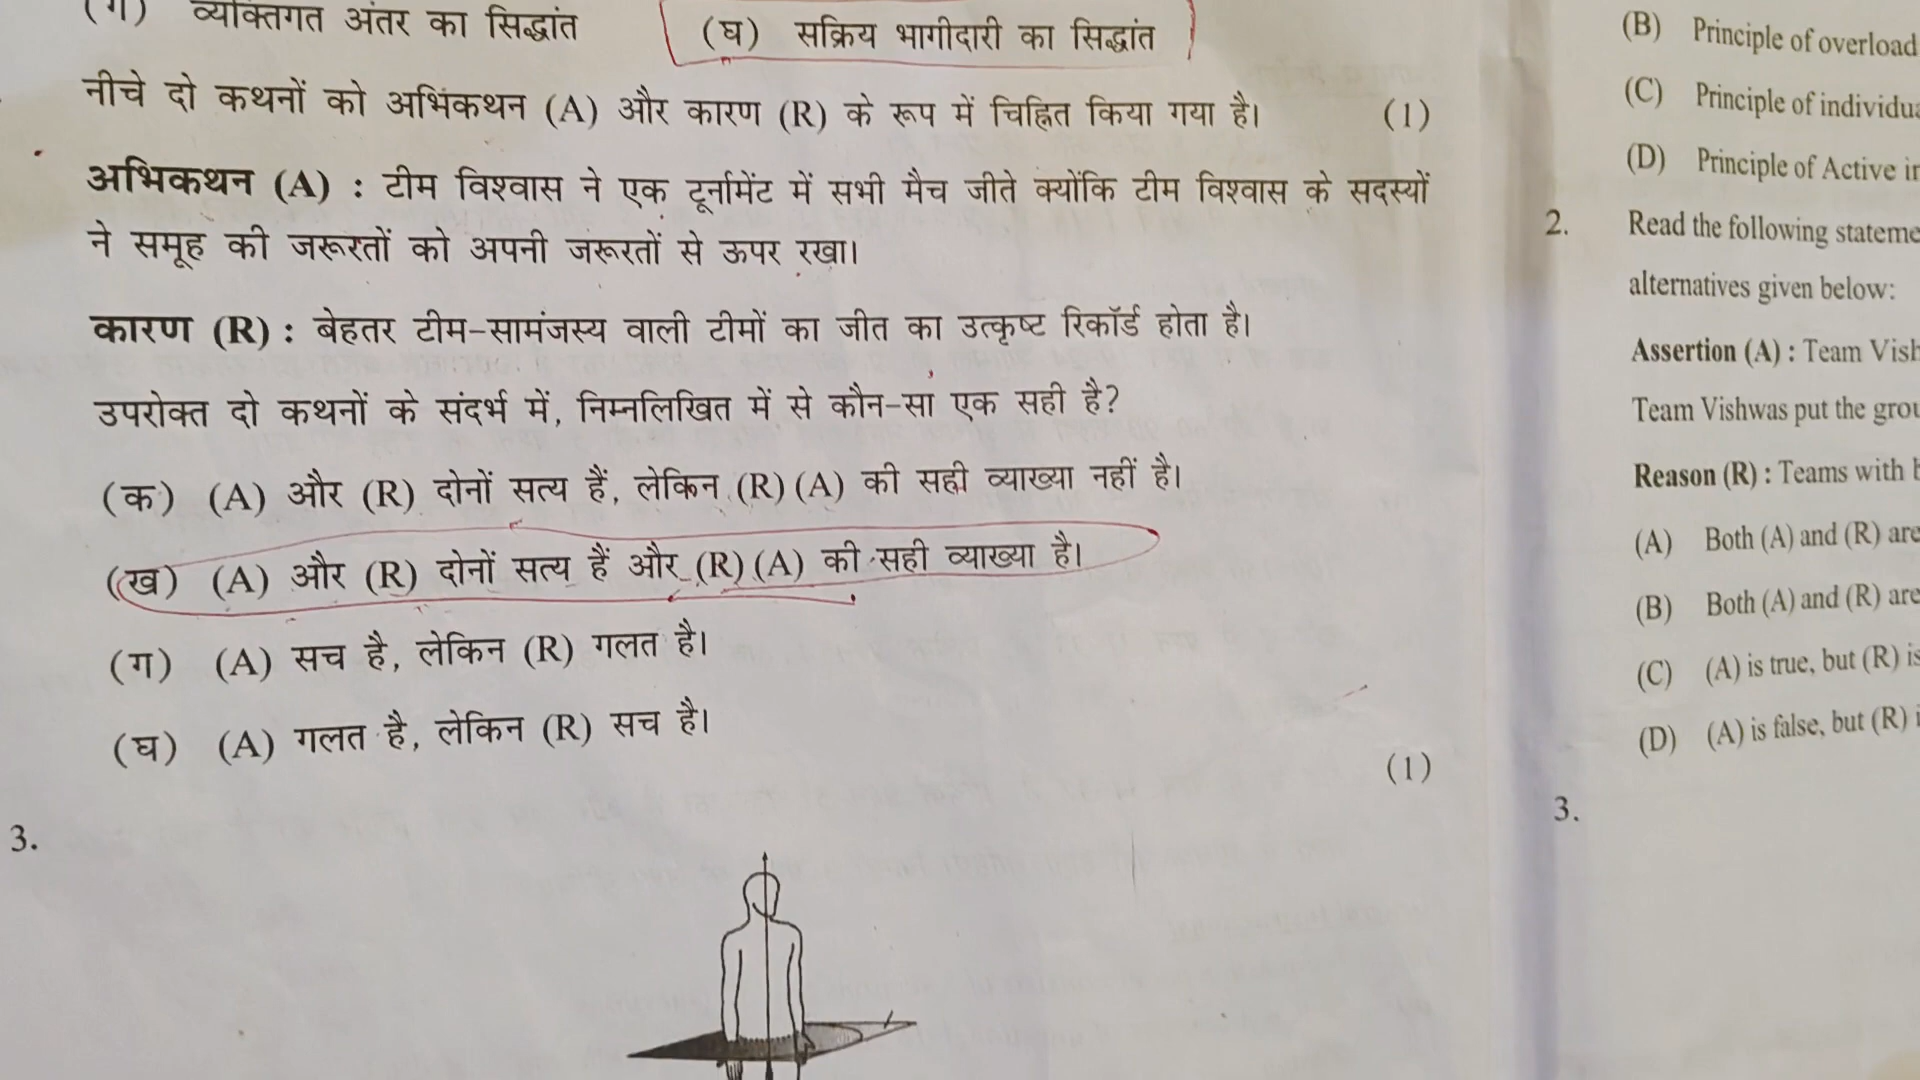 (ग) व्यक्तिगत अंतर का सिद्धांत (घ) सक्रिय भागीदारी का सिद्धांत
नीचे दो कथनों को अभिकथन (A) और कारण (R) के रूप में चिह्नित किया गया है। (1)
अभिकथन (A) : टीम विश्वास ने एक टूर्नामेंट में सभी मैच जीते क्योंकि टीम विश्वास के सदस्यों
ने समूह की जरूरतों को अपनी जरूरतों से ऊपर रखा।
कारण (R) : बेहतर टीम-सामंजस्य वाली टीमों का जीत का उत्कृष्ट रिकॉर्ड होता है।
उपरोक्त दो कथनों के संदर्भ में, निम्नलिखित में से कौन-सा एक सही है?
(क) (A) और (R) दोनों सत्य हैं, लेकिन (R) (A) की सही व्याख्या नहीं है।
(ख) (A) और (R) दोनों सत्य हैं और (R) (A) की सही व्याख्या है।
(ग) (A) सच है, लेकिन (R) गलत है।
(घ) (A) गलत है, लेकिन (R) सच है।
(1)
3.
(B) Principle of overload
(C) Principle of
(D) Principle of Active
2. Read the following
alternatives given below:
Assertion (A) : Team
Team Vishwas put the
Reason (R) : Teams with
(A) Both (A) and (R) are
(B) Both (A) and (R) are
(C) (A) is true, but (R) is
(D) (A) is false, but (R)
3.